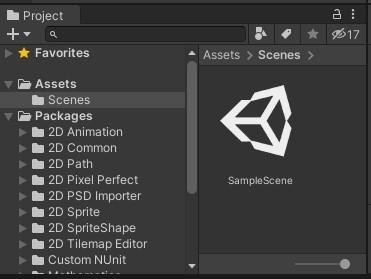 Project
17
Favorites
Assets
Scenes
Packages
2D Animation
2D Common
2D Path
2D Pixel Perfect
2D PSD Importer
2D Sprite
2D SpriteShape
2D Tilemap Editor
Custom NUnit
Assets > Scenes >
SampleScene